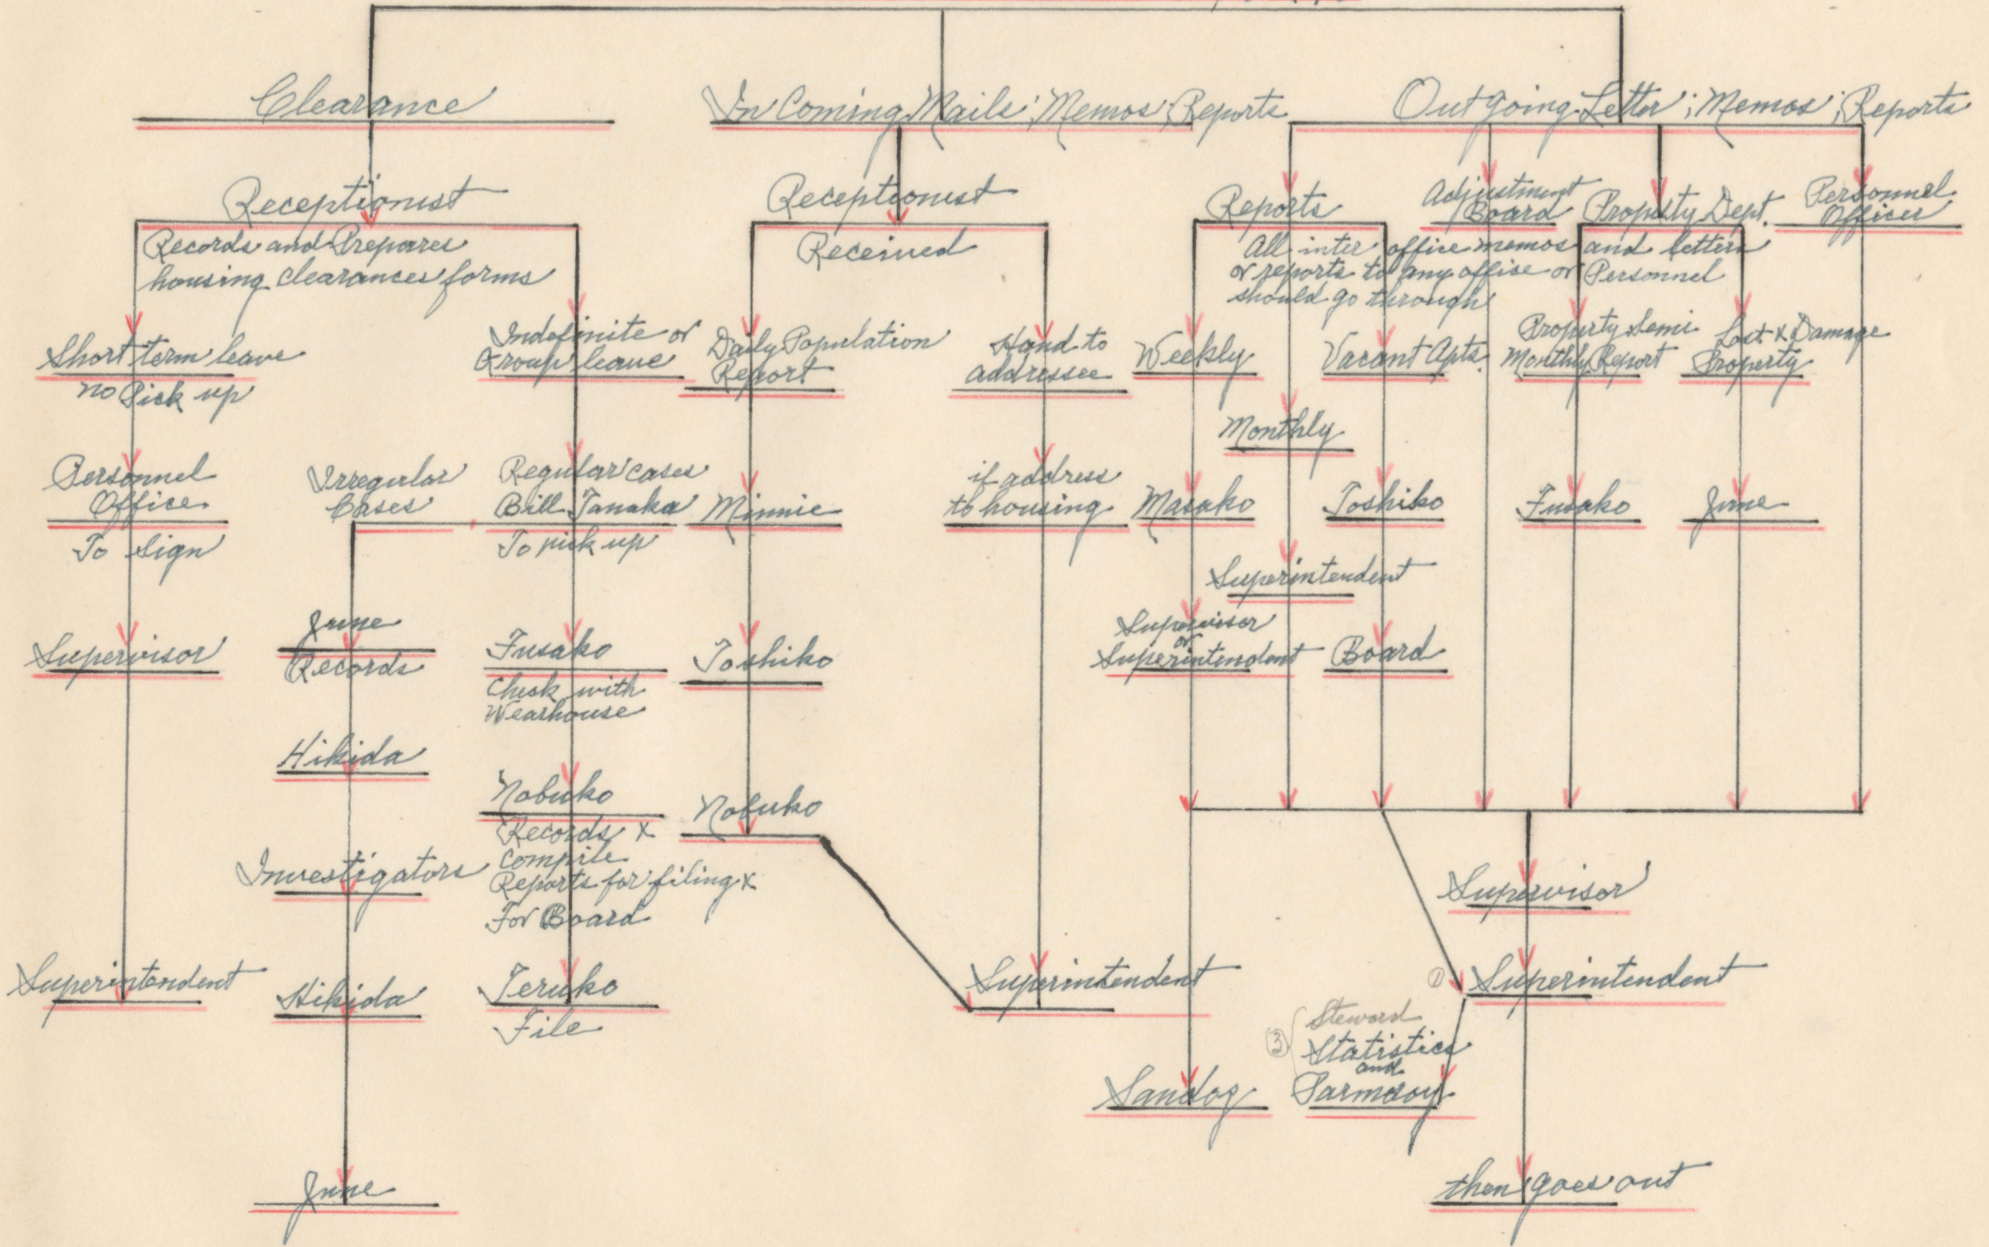 Clearance
In Coming Mails; Memos; Reports
Out going Letter; Memos; Reports
Receptionist
Records and Prepares
housing clearances forms
Short term leave
no Pick up
Personnel
Office
To Sign
Supervisor
Superintendent
Indefinite or
Group leave
Irregular
Cases
June
Records
Hikida
Investigators
Hikida
June
Regular cases
Bill Tanaka
To pick up
Fusako
Check with
Wearhouse
Nobuko
Records &
Compile
Reports for filing &
For Board
Teruko
File
Receptionist
Received
Daily Population
Report
Minnie
Toshiko
Nobuko
Hand to
addressee
if address
to housing
Superintendent
Reports
Adjustment
Board
Property Dept.
Personnel
Officer
All inter office memos and letters
or reports to any office or Personnel
should go through
Weekly
Masako
Supervisor
or
Superintendent
Monthly
Superintendent
Vacant Apts.
Toshiko
Board
Property Semi
Monthly Report
Fusako
Lost & Damage
Property
June
Supervisor
① Superintendent
③ Steward
Statistics
and
then goes out